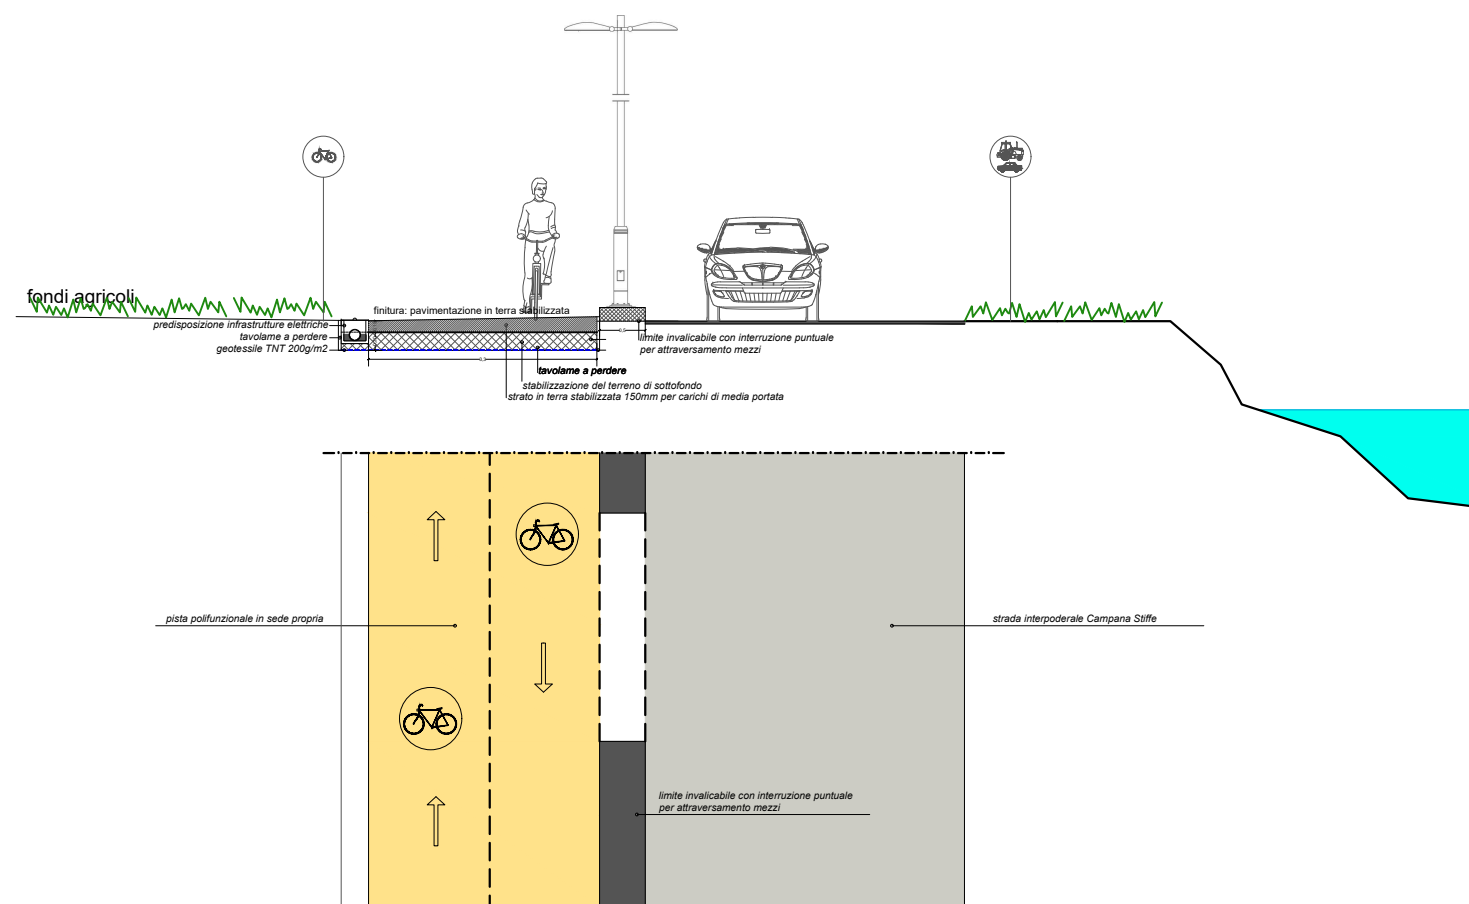 fondi agricoli
finitura: pavimentazione in terra stabilizzata
predisposizione infrastrutture elettriche
tavolame a perdere
geotessile TNT 200g/m2
limite invalicabile con interruzione puntuale
per attraversamento mezzi
tavolame a perdere
stabilizzazione del terreno di sottofondo
strato in terra stabilizzata 150mm per carichi di media portata
pista polifunzionale in sede propria
strada interpoderale Campana Stiffe
limite invalicabile con interruzione puntuale
per attraversamento mezzi